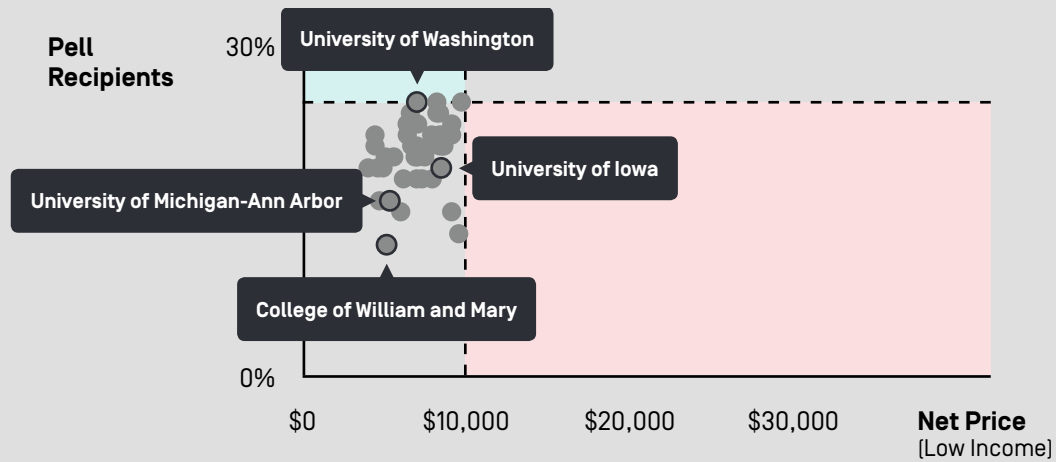 Pell
Recipients
30%
University of Washington
University of Iowa
University of Michigan-Ann Arbor
College of William and Mary
0%
$0
$10,000
$20,000
$30,000
Net Price
(Low Income)